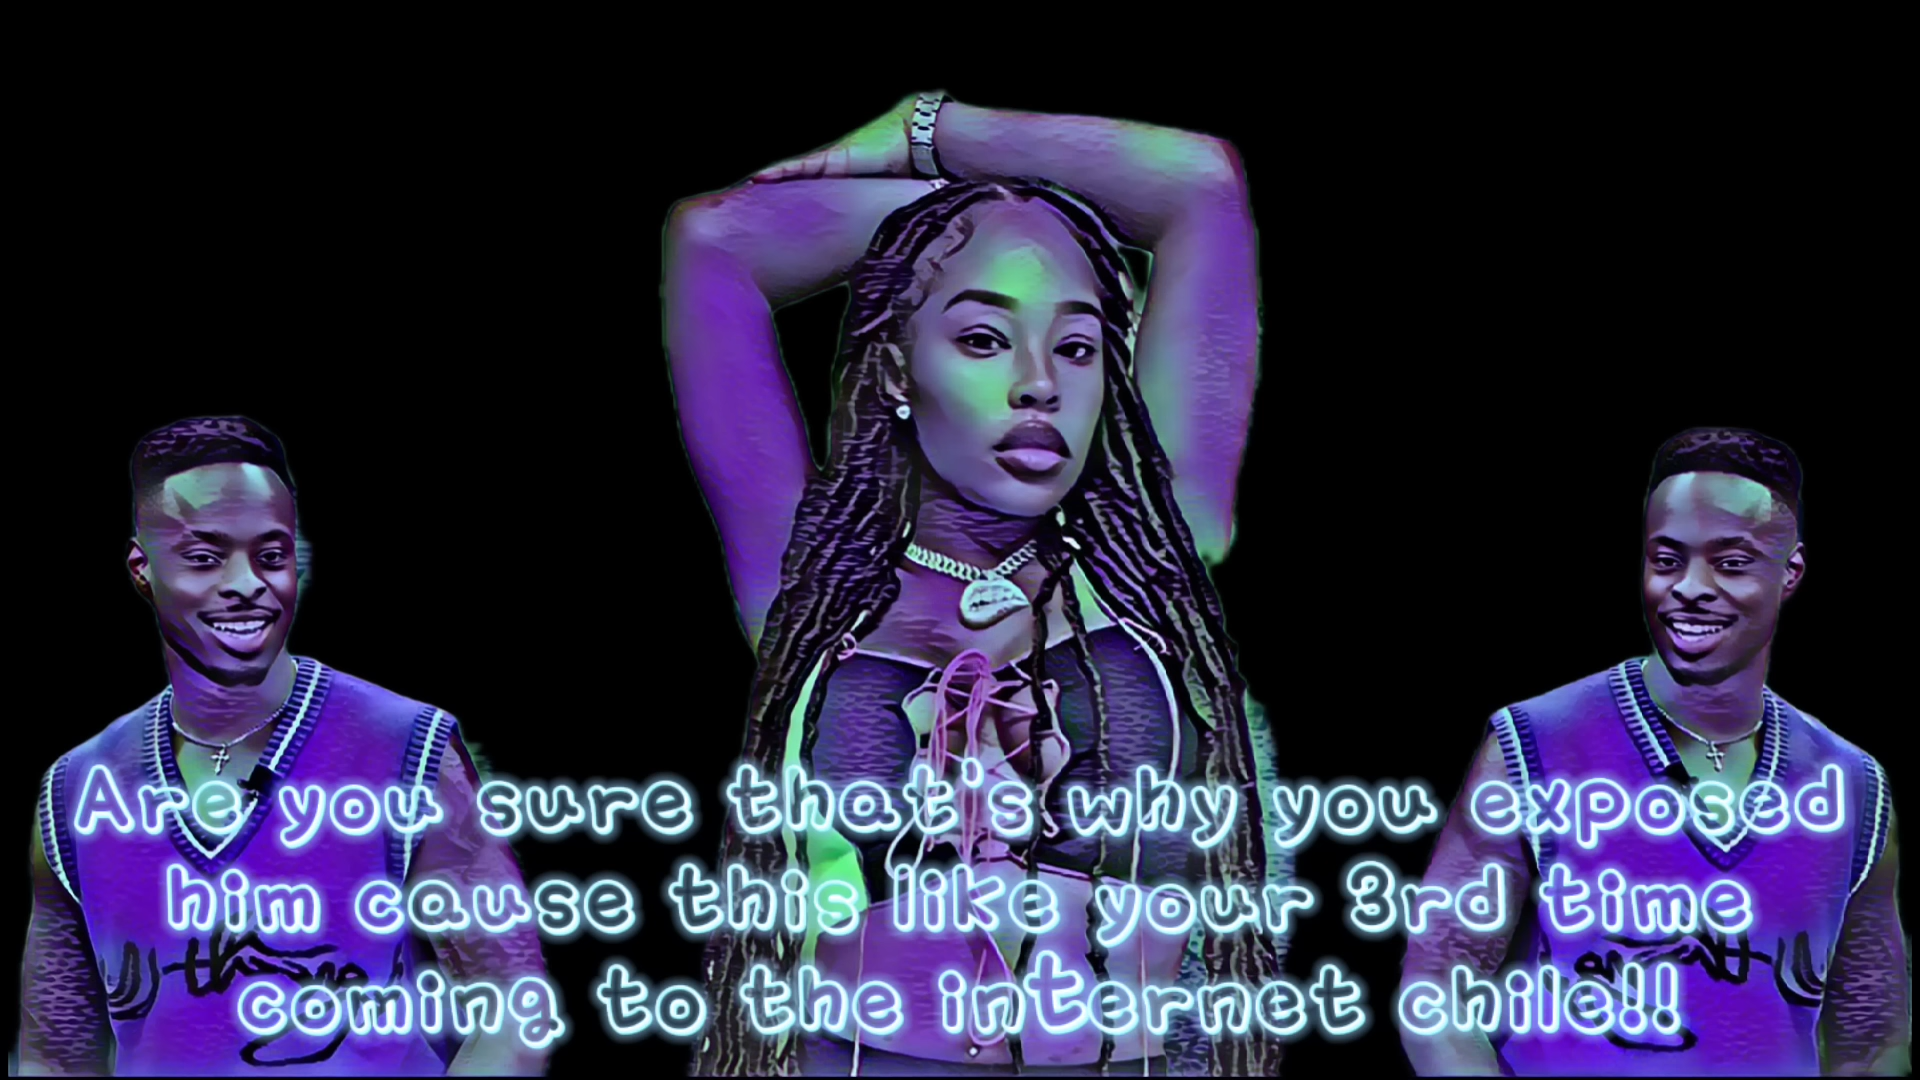 Are you sure that's why you exposed
him cause this like your 3rd time
coming to the internet chile!!